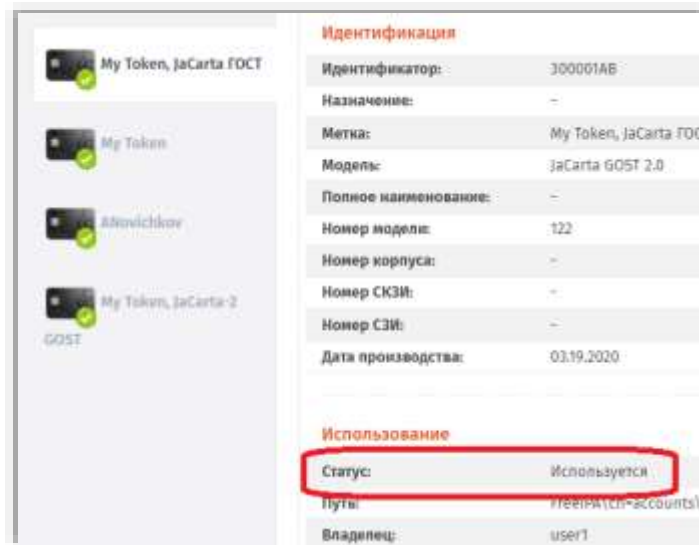 My Token, JaCarta ГОСТ
My Token
ANovichkov
My Token, JaCarta-2
GOST
Идентификация
Идентификатор: 300001AB
Назначение: -
Метка: My Token, JaCarta ГОС
Модель: JaCarta GOST 2.0
Полное наименование: -
Номер модели: 122
Номер корпуса: -
Номер СКЗИ: -
Номер СЗИ: -
Дата производства: 03.19.2020
Использование
Статус: Используется
Путь: FreeIPA\cn=accounts\
Владелец: user1